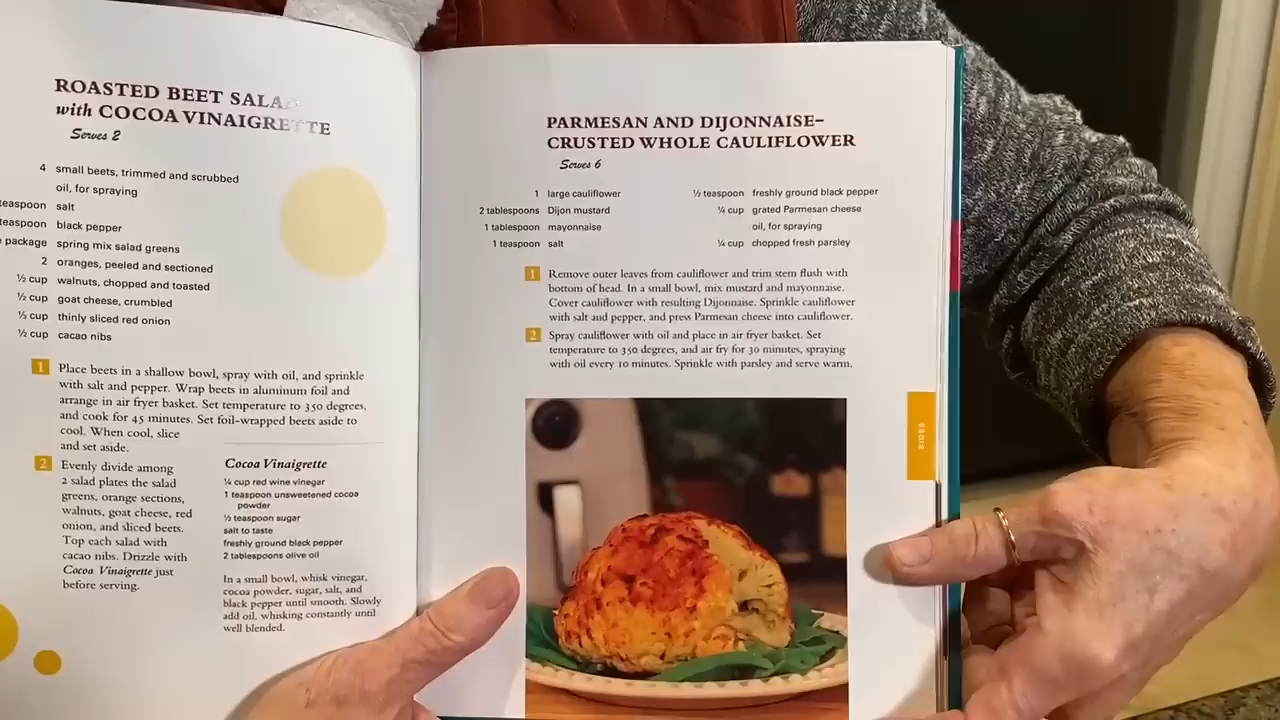 ROASTED BEET SALA
with COCOA VINAIGRETTE
Serves 2
4 small beets, trimmed and scrubbed
oil, for spraying
teaspoon salt
teaspoon black pepper
package spring mix salad greens
2 oranges, peeled and sectioned
½ cup walnuts, chopped and toasted
½ cup goat cheese, crumbled
⅓ cup thinly sliced red onion
½ cup cacao nibs
1 Place beets in a shallow bowl, spray with oil, and sprinkle
with salt and pepper. Wrap beets in aluminum foil and
arrange in air fryer basket. Set temperature to 350 degrees,
and cook for 45 minutes. Set foil-wrapped beets aside to
cool. When cool, slice
and set aside.
2 Evenly divide among
2 salad plates the salad
greens, orange sections,
walnuts, goat cheese, red
onion, and sliced beets.
Top each salad with
cacao nibs. Drizzle with
Cocoa Vinaigrette just
before serving.
Cocoa Vinaigrette
¼ cup red wine vinegar
1 teaspoon unsweetened cocoa
powder
½ teaspoon sugar
salt to taste
freshly ground black pepper
2 tablespoons olive oil
In a small bowl, whisk vinegar,
cocoa powder, sugar, salt, and
black pepper until smooth. Slowly
add oil, whisking constantly until
well blended.
PARMESAN AND DIJONNAISE–
CRUSTED WHOLE CAULIFLOWER
Serves 6
1 large cauliflower
2 tablespoons Dijon mustard
1 tablespoon mayonnaise
1 teaspoon salt
½ teaspoon freshly ground black pepper
¼ cup grated Parmesan cheese
oil, for spraying
¼ cup chopped fresh parsley
1 Remove outer leaves from cauliflower and trim stem flush with
bottom of head. In a small bowl, mix mustard and mayonnaise.
Cover cauliflower with resulting Dijonnaise. Sprinkle cauliflower
with salt and pepper, and press Parmesan cheese into cauliflower.
2 Spray cauliflower with oil and place in air fryer basket. Set
temperature to 350 degrees, and air fry for 30 minutes, spraying
with oil every 10 minutes. Sprinkle with parsley and serve warm.
SIDES